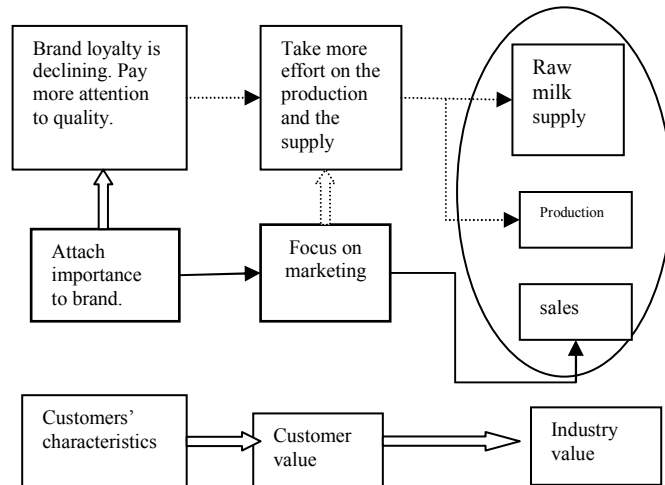 Brand loyalty is
declining. Pay
more attention
to quality.
Take more
effort on the
production
and the
supply
Raw
milk
supply
Production
Attach
importance
to brand.
Focus on
marketing
sales
Customers’
characteristics
Customer
value
Industry
value